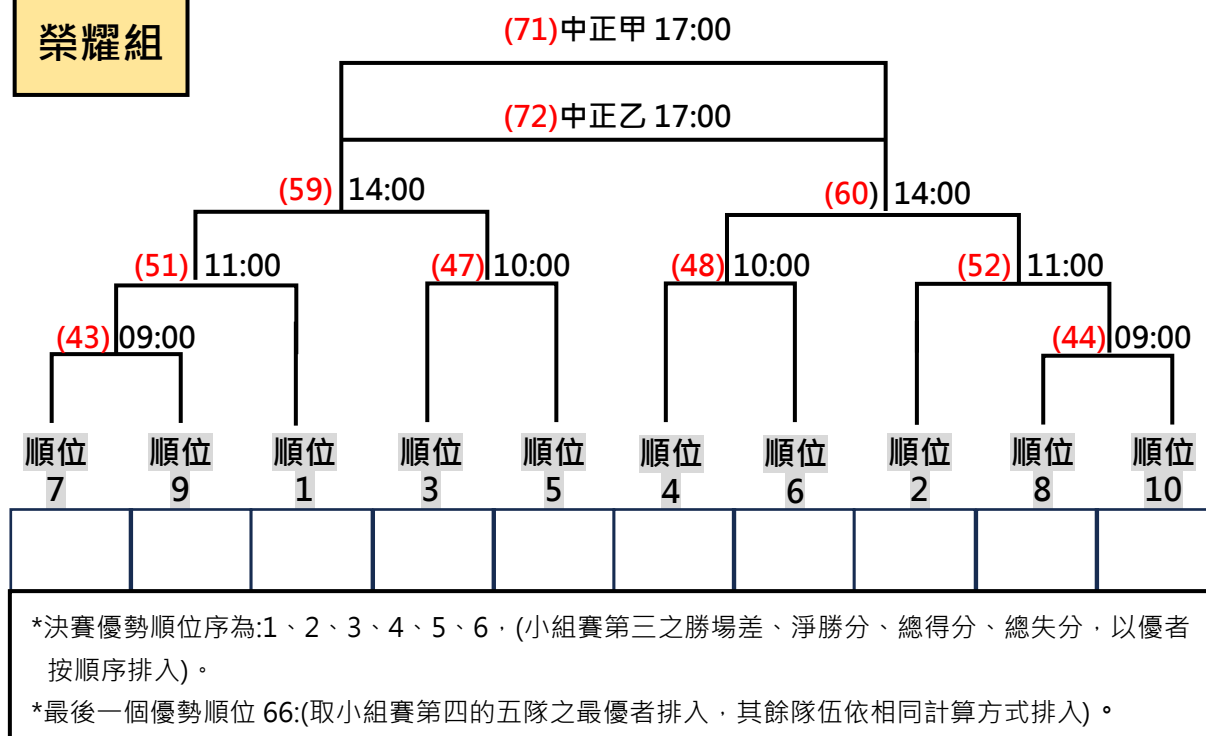 榮耀組
(71)中正甲 17:00
(72)中正乙 17:00
(59) 14:00
(60) 14:00
(51) 11:00
(47) 10:00
(48) 10:00
(52) 11:00
(43) 09:00
(44) 09:00
順位 順位 順位 順位 順位 順位 順位 順位 順位 順位
7 9 1 3 5 4 6 2 8 10
*決賽優勢順位序為:1、2、3、4、5、6，(小組賽第三之勝場差、淨勝分、總得分、總失分，以優者
按順序排入)。
*最後一個優勢順位 66:(取小組賽第四的五隊之最優者排入，其餘隊伍依相同計算方式排入)。